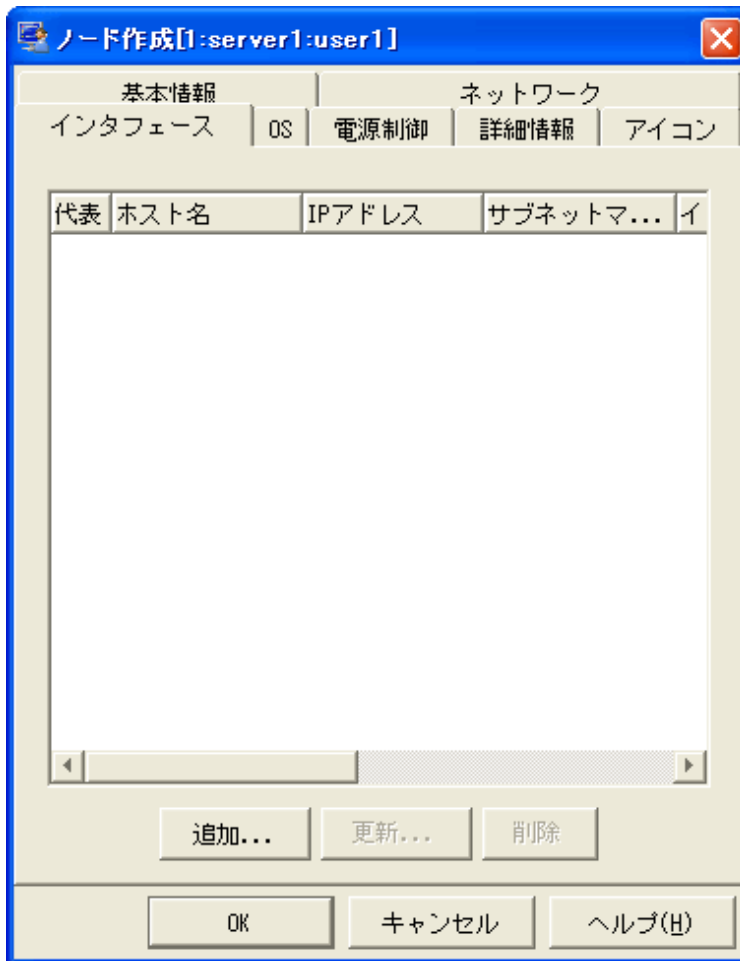 ノード作成[1:server1:user1]
基本情報 ネットワーク
インタフェース OS 電源制御 詳細情報 アイコン
代表 ホスト名 IPアドレス サブネットマ... イ
追加... 更新... 削除
OK キャンセル ヘルプ(H)